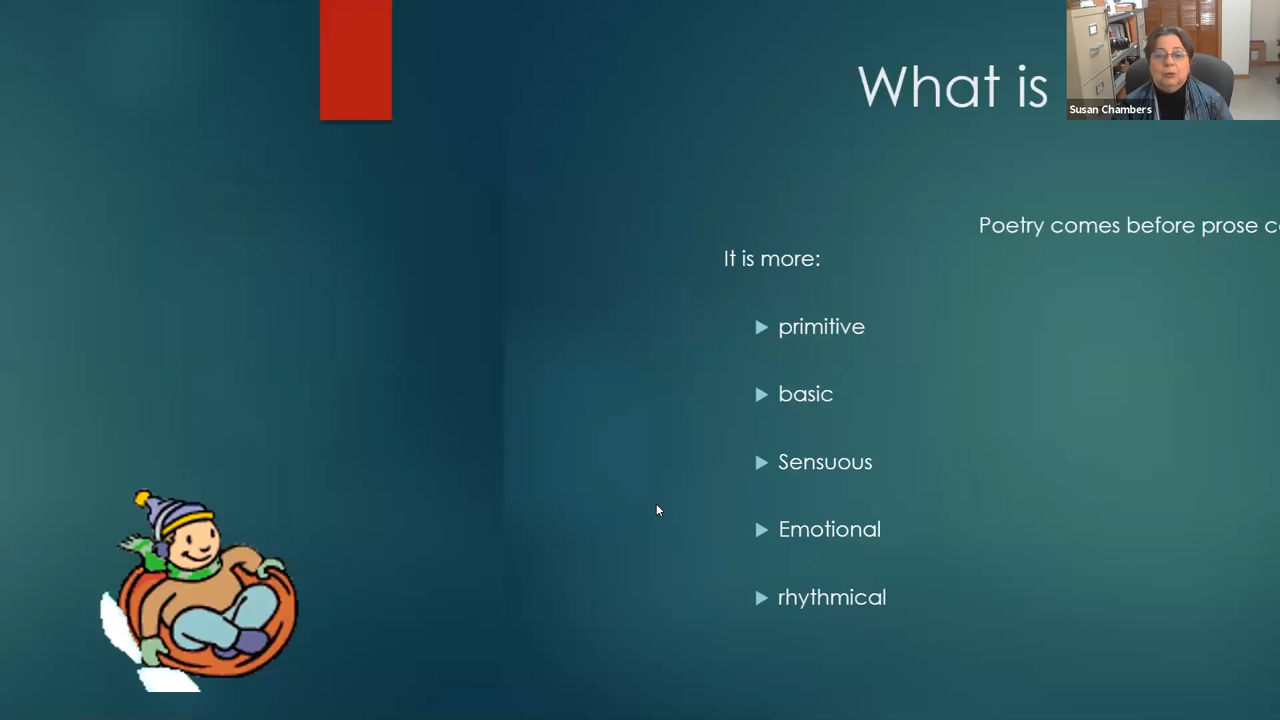 What is
Susan Chambers
Poetry comes before prose
It is more:
primitive
basic
Sensuous
Emotional
rhythmical